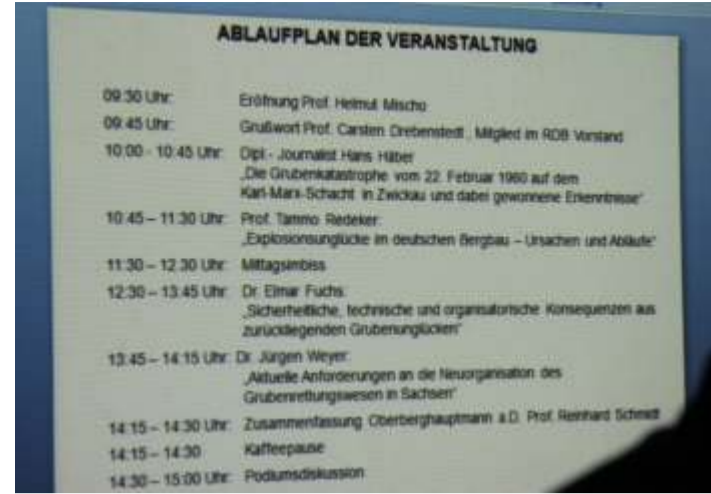 ABLAUFPLAN DER VERANSTALTUNG
09:30 Uhr: Eröffnung Prof. Helmut Mischo
09:45 Uhr: Grußwort Prof. Carsten Drebenstedt , Mitglied im RDB Vorstand
10:00 - 10:45 Uhr: Dipl.- Journalist Hans Häber
„Die Grubenkatastrophe vom 22. Februar 1960 auf dem
Karl-Marx-Schacht in Zwickau und dabei gewonnene Erkenntnisse“
10:45 – 11:30 Uhr: Prof. Tammo Redeker:
„Explosionsunglücke im deutschen Bergbau – Ursachen und Abläufe“
11:30 – 12:30 Uhr: Mittagsimbiss
12:30 – 13:45 Uhr: Dr. Elmar Fuchs:
„Sicherheitliche, technische und organisatorische Konsequenzen aus
zurückliegenden Grubenunglücken“
13:45 – 14:15 Uhr: Dr. Jürgen Weyer:
„Aktuelle Anforderungen an die Neuorganisation des
Grubenrettungswesen in Sachsen“
14:15 – 14:30 Uhr: Zusammenfassung Oberberghauptmann a.D. Prof. Reinhard Schmidt
14:15 – 14:30 Kaffeepause
14:30 – 15:00 Uhr: Podiumsdiskussion